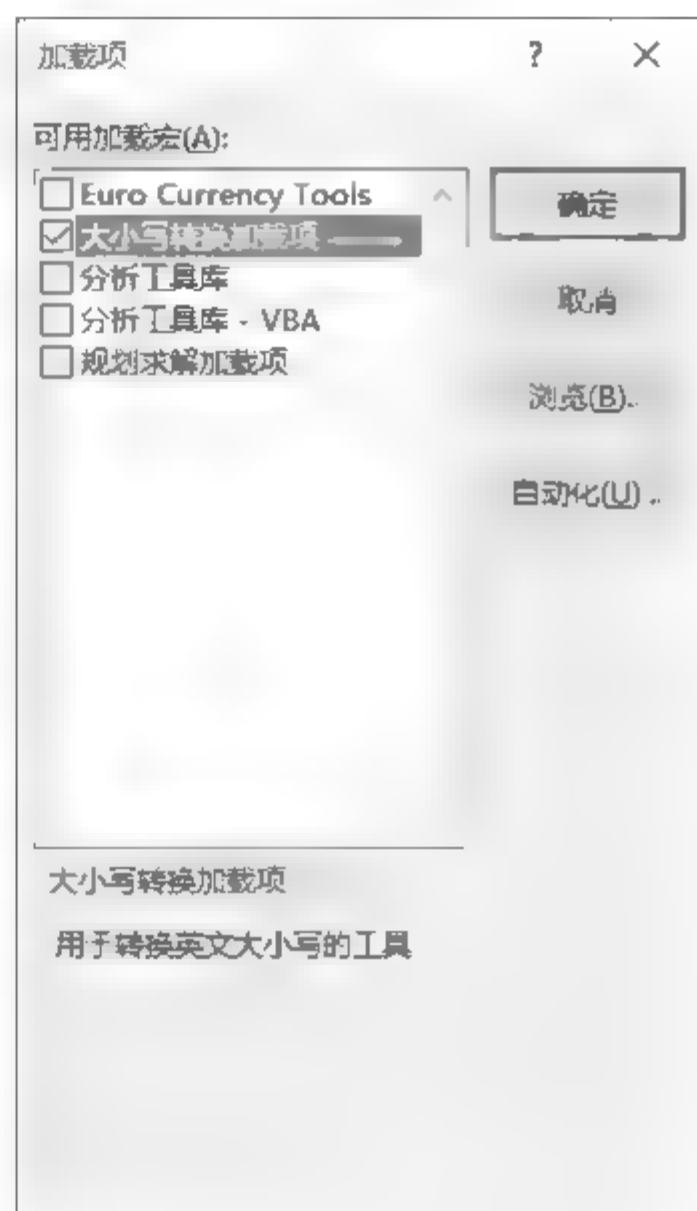 加载项 ?
可用加载宏(A):
Euro Currency Tools
大小写转换加载项
分析工具库
分析工具库 - VBA
规划求解加载项
确定
取消
浏览(B)..
自动化(U)..
大小写转换加载项
用于转换英文大小写的工具